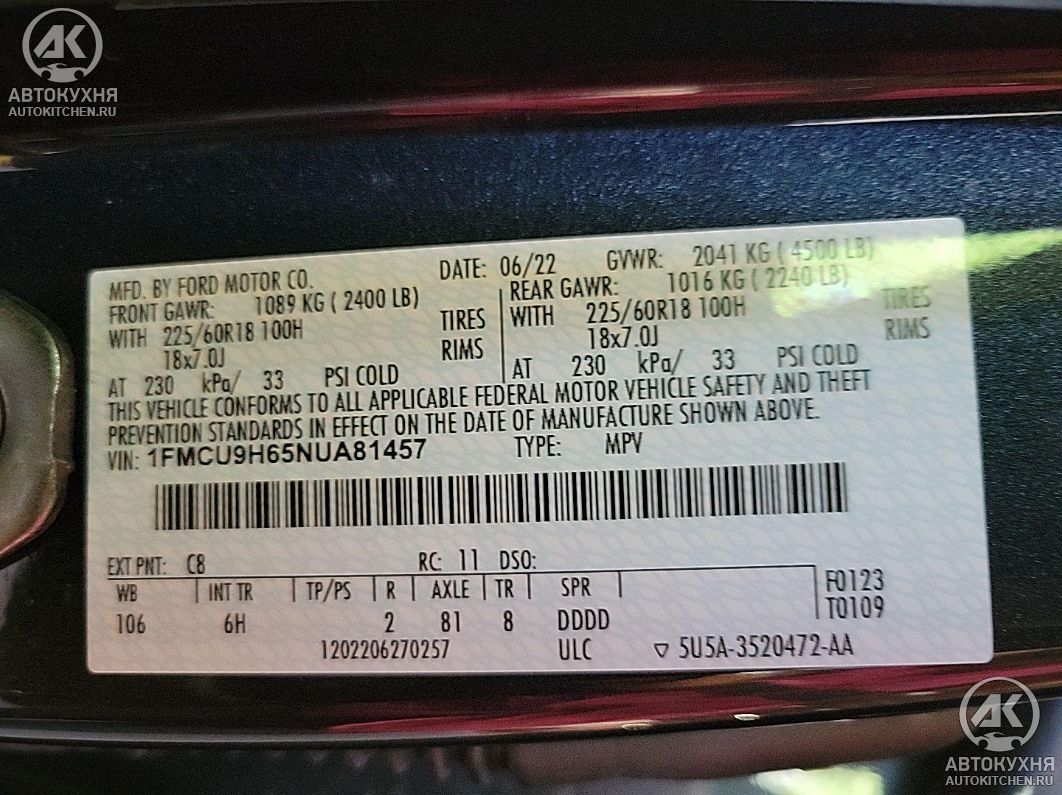 АК
АВТОКУХНЯ
AUTOKITCHEN.RU
MFD. BY FORD MOTOR CO. DATE: 06/22 GVWR: 2041 KG ( 4500 LB)
FRONT GAWR: 1089 KG ( 2400 LB) REAR GAWR: 1016 KG ( 2240 LB)
WITH 225/60R18 100H TIRES WITH 225/60R18 100H TIRES
18x7.0J RIMS 18x7.0J RIMS
AT 230 kPa/ 33 PSI COLD AT 230 kPa/ 33 PSI COLD
THIS VEHICLE CONFORMS TO ALL APPLICABLE FEDERAL MOTOR VEHICLE SAFETY AND THEFT
PREVENTION STANDARDS IN EFFECT ON THE DATE OF MANUFACTURE SHOWN ABOVE.
VIN: 1FMCU9H65NUA81457 TYPE: MPV
EXT PNT: C8 RC: 11 DSO:
WB INT TR TP/PS R AXLE TR SPR F0123
106 6H 2 81 8 DDDD T0109
1202206270257 ULC ▽ 5U5A-3520472-AA
АК
АВТОКУХНЯ
AUTOKITCHEN.RU